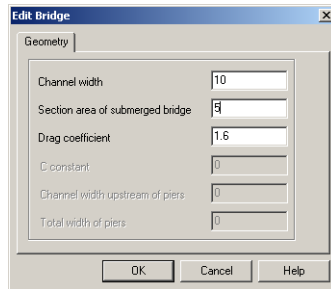 Edit Bridge
Geometry
Channel width 10
Section area of submerged bridge 5
Drag coefficient 1.6
C constant 0
Channel width upstream of piers 0
Total width of piers 0
OK Cancel Help